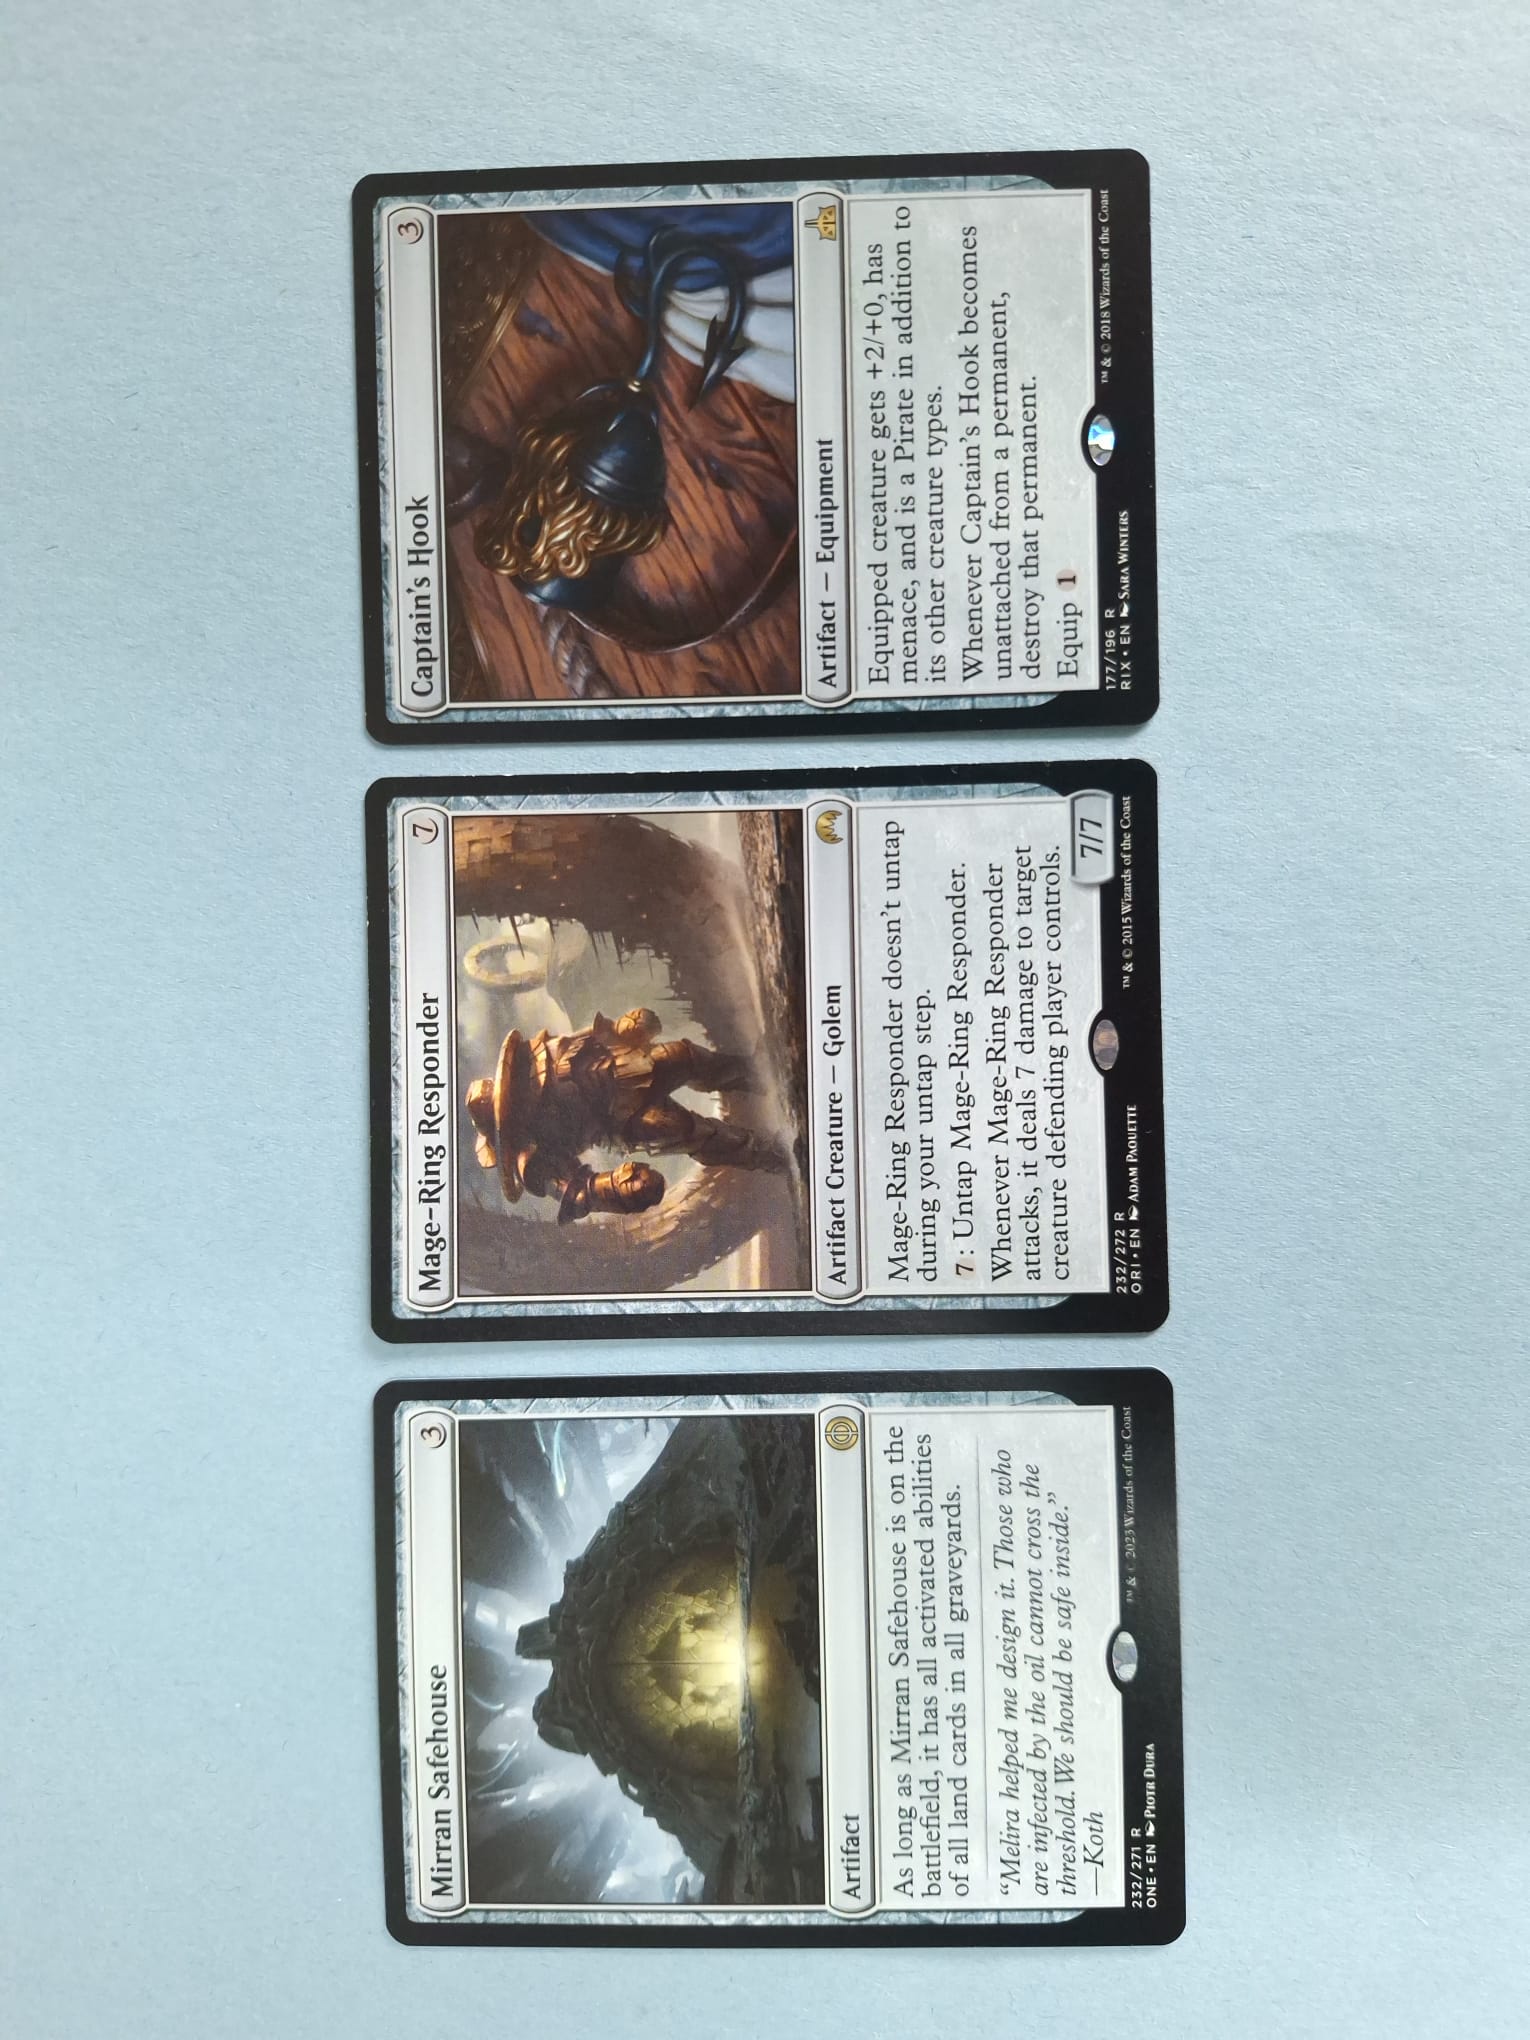 Mirran Safehouse 3
Artifact
As long as Mirran Safehouse is on the
battlefield, it has all activated abilities
of all land cards in all graveyards.
“Melira helped me design it. Those who
are infected by the oil cannot cross the
threshold. We should be safe inside.”
—Koth
232/271 R
ONE • EN PIOTR DURA
™ & © 2023 Wizards of the Coast
Mage-Ring Responder 7
Artifact Creature — Golem
Mage-Ring Responder doesn’t untap
during your untap step.
7: Untap Mage-Ring Responder.
Whenever Mage-Ring Responder
attacks, it deals 7 damage to target
creature defending player controls.
7/7
232/272 R
ORI • EN ADAM PAQUETTE
™ & © 2015 Wizards of the Coast
Captain’s Hook 3
Artifact — Equipment
Equipped creature gets +2/+0, has
menace, and is a Pirate in addition to
its other creature types.
Whenever Captain’s Hook becomes
unattached from a permanent,
destroy that permanent.
Equip 1
177/196 R
RIX • EN SARA WINTERS
™ & © 2018 Wizards of the Coast